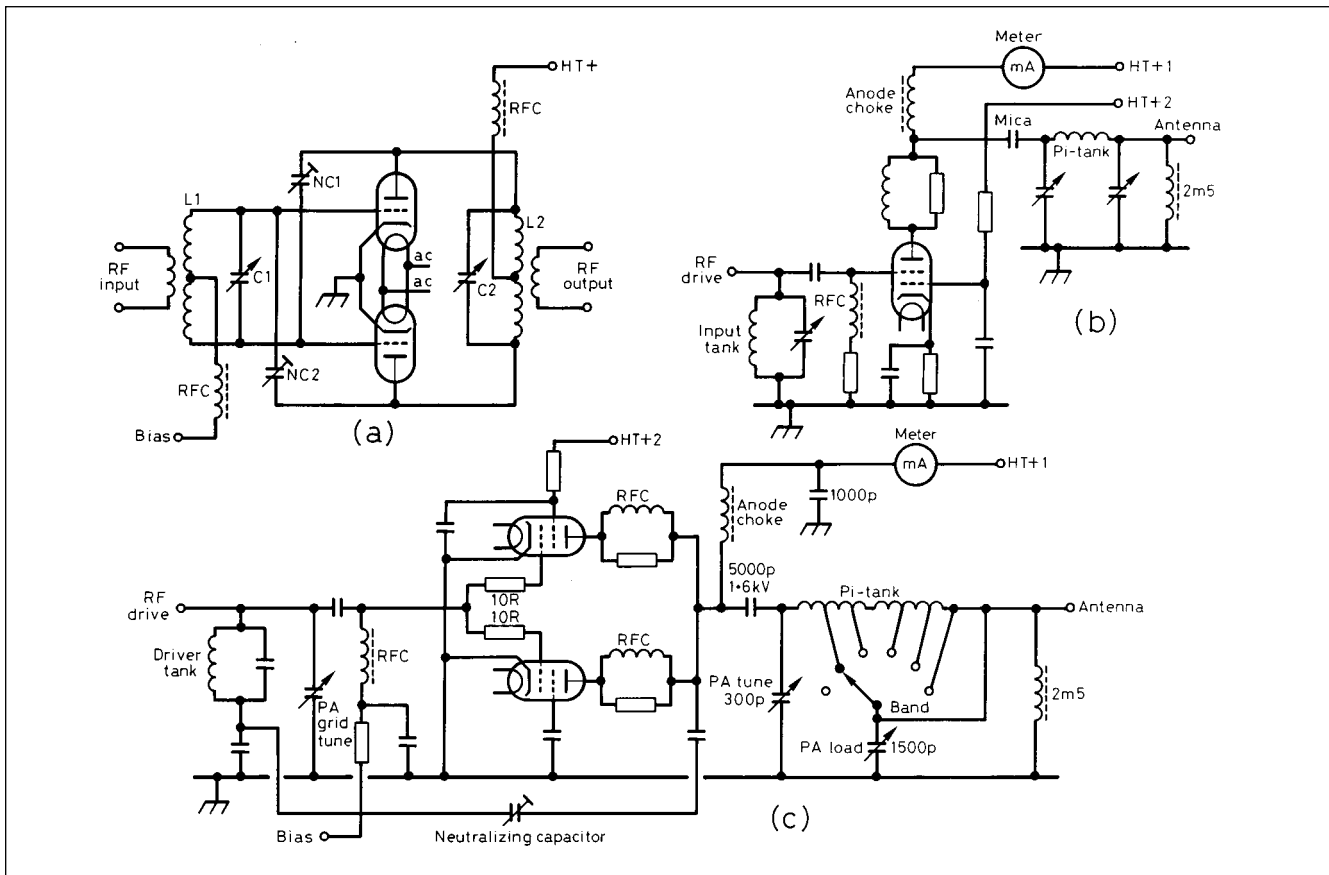 HT+
RFC
NC1
L1
L2
RF
input
C1
ac
ac
C2
RF
output
NC2
RFC
Bias
(a)
Meter
mA
HT+1
Anode
choke
HT+2
Mica
Antenna
Pi-tank
2m5
RF
drive
RFC
Input
tank
(b)
HT+2
Meter
mA
HT+1
RFC
Anode
choke
1000p
5000p
1·6kV
10R
10R
RF
drive
Pi-tank
Antenna
Driver
tank
RFC
RFC
PA tune
300p
Band
2m5
PA
grid
tune
PA load
1500p
(c)
Bias
Neutralizing capacitor